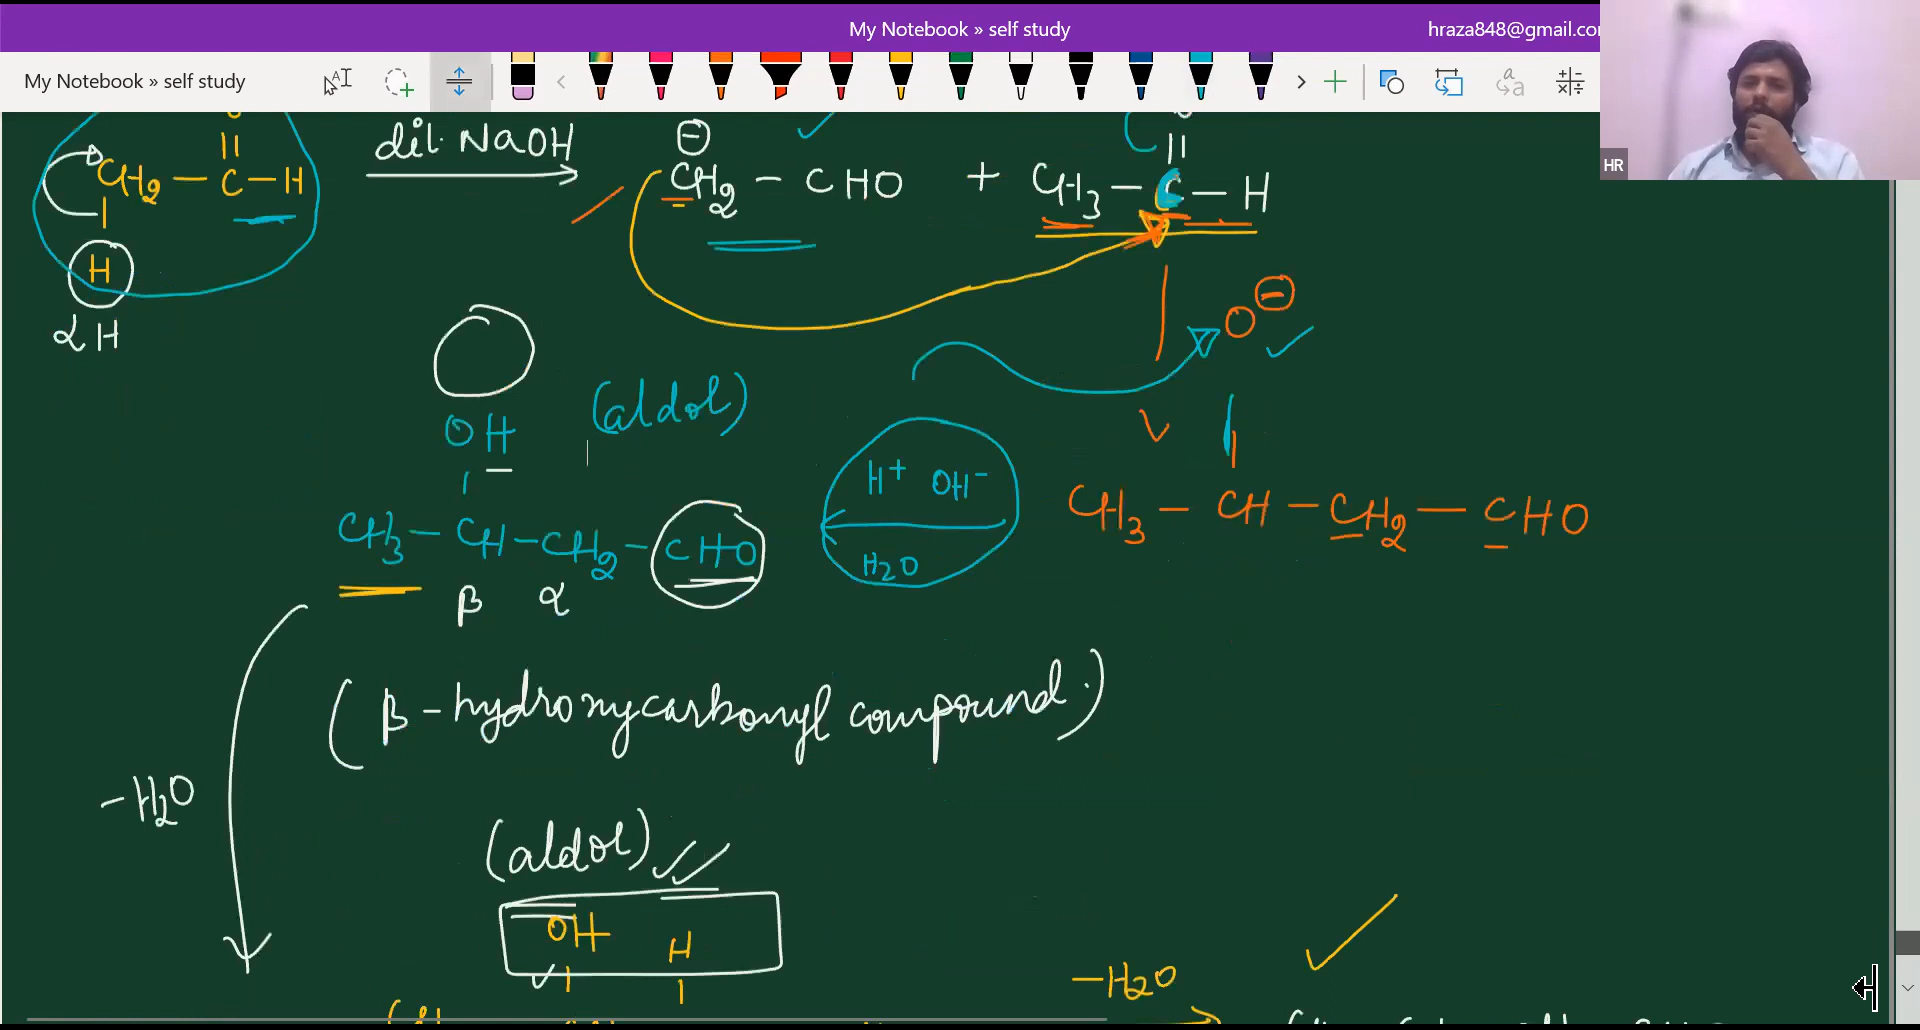 My Notebook » self study
hraza848@gmail.co
My Notebook » self study
HR
dil. NaOH
⊖
CH2 — C — H
CH2 — CHO + CH3 — C — H
H
αH
O ⊖
(aldol)
OH
H+ OH-
CH3 — CH — CH2 — CHO
CH3 — CH — CH2 — CHO
H2O
β α
(β-hydroxycarbonyl compound.)
-H2O
(aldol)
OH H
-H2O